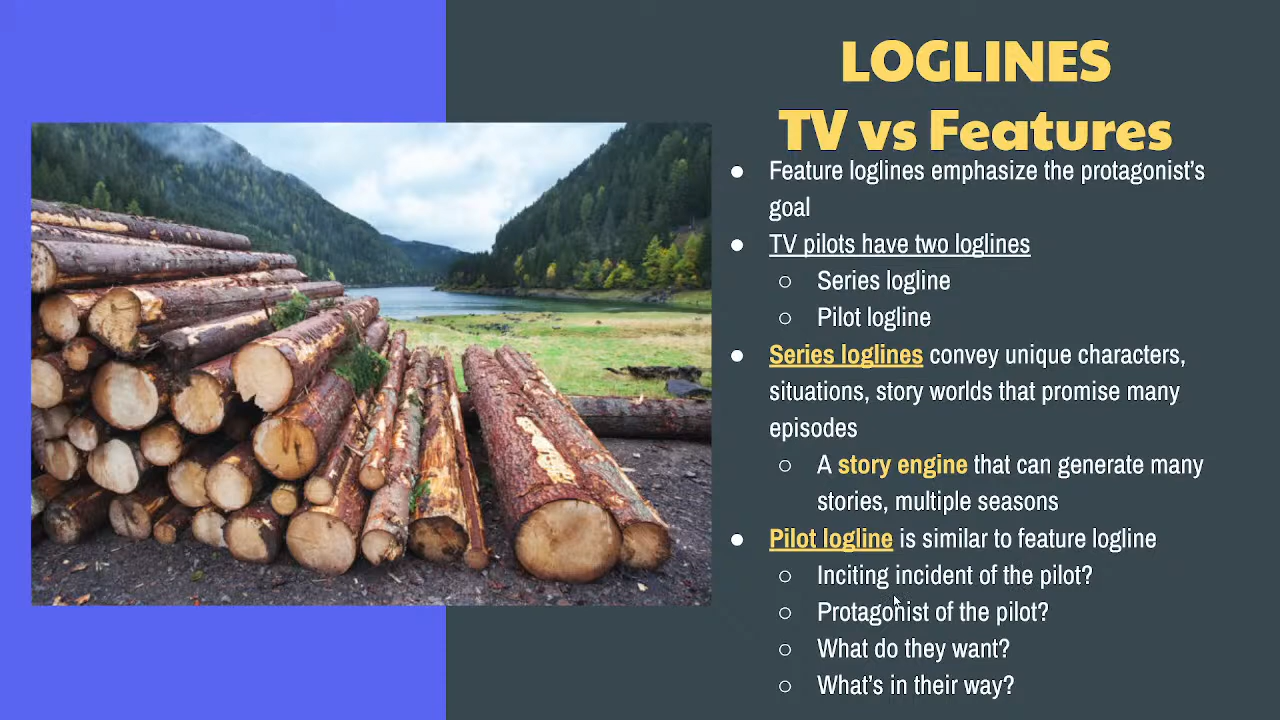 LOGLINES
TV vs Features
● Feature loglines emphasize the protagonist's
goal
● TV pilots have two loglines
○ Series logline
○ Pilot logline
● Series loglines convey unique characters,
situations, story worlds that promise many
episodes
○ A story engine that can generate many
stories, multiple seasons
● Pilot logline is similar to feature logline
○ Inciting incident of the pilot?
○ Protagonist of the pilot?
○ What do they want?
○ What's in their way?